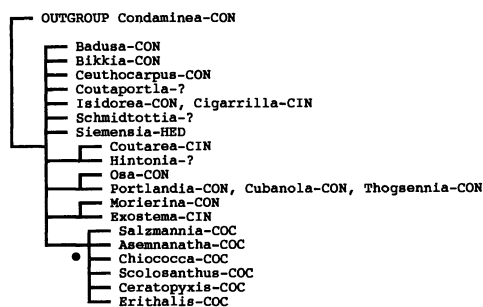 OUTGROUP Condaminea-CON
Badusa-CON
Bikkia-CON
Ceuthocarpus-CON
Coutaportla-?
Isidorea-CON, Cigarrilla-CIN
Schmidtottia-?
Siemensia-HED
Coutarea-CIN
Hintonia-?
Osa-CON
Portlandia-CON, Cubanola-CON, Thogsennia-CON
Morierina-CON
Exostema-CIN
Salzmannia-COC
Asemnanatha-COC
Chiococca-COC
Scolosanthus-COC
Ceratopyxis-COC
Erithalis-COC